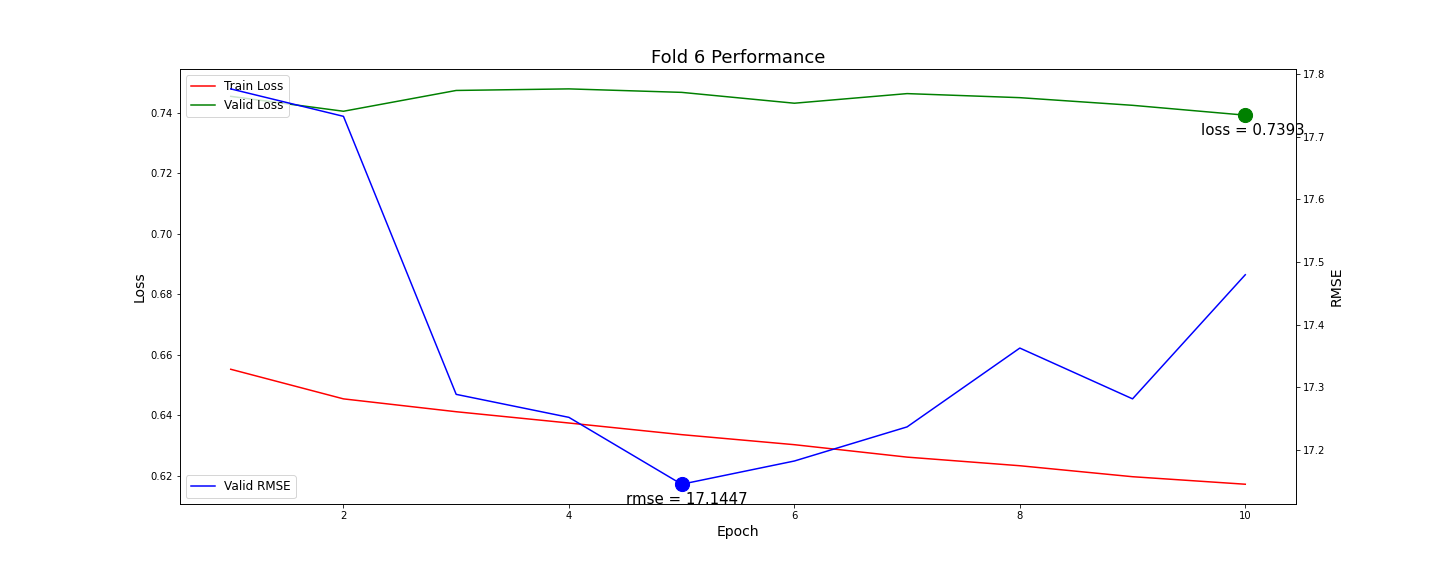 Fold 6 Performance
Train Loss
Valid Loss
Valid RMSE
0.74
0.72
0.70
0.68
0.66
0.64
0.62
Loss
17.8
17.7
17.6
17.5
17.4
17.3
17.2
RMSE
loss = 0.7393
rmse = 17.1447
2
4
6
8
10
Epoch